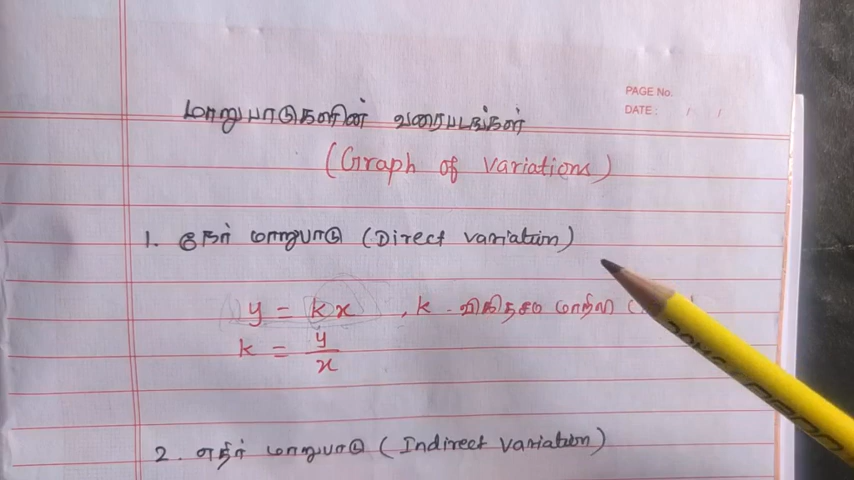 மாறுபாடுகளின் வரைபடங்கள்
PAGE No.
DATE : / /
(Graph of variations)
1. நேர் மாறுபாடு (Direct variation)
y = kx , k - விகிதசம மாறிலி (
k = y/x
2. எதிர் மாறுபாடு (Indirect variation)